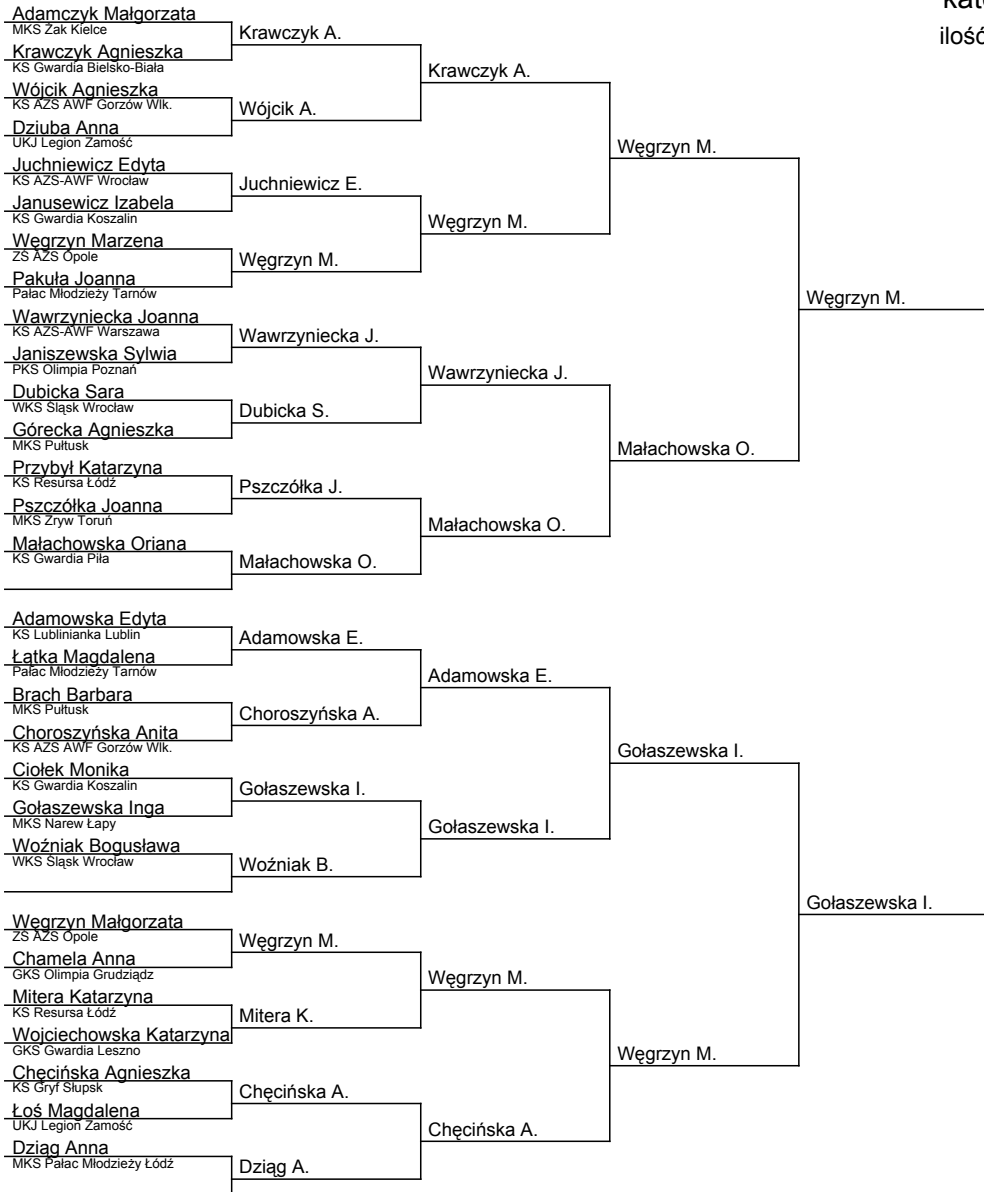 Adamczyk Małgorzata
MKS Żak Kielce
Krawczyk Agnieszka
KS Gwardia Bielsko-Biała
Wójcik Agnieszka
KS AZS AWF Gorzów Wlk.
Dziuba Anna
UKJ Legion Zamość
Juchniewicz Edyta
KS AZS-AWF Wrocław
Janusewicz Izabela
KS Gwardia Koszalin
Węgrzyn Marzena
ZS AZS Opole
Pakuła Joanna
Pałac Młodzieży Tarnów
Wawrzyniecka Joanna
KS AZS-AWF Warszawa
Janiszewska Sylwia
PKS Olimpia Poznań
Dubicka Sara
WKS Śląsk Wrocław
Górecka Agnieszka
MKS Pułtusk
Przybył Katarzyna
KS Resursa Łódź
Pszczółka Joanna
MKS Zryw Toruń
Małachowska Oriana
KS Gwardia Piła
Adamowska Edyta
KS Lublinianka Lublin
Łątka Magdalena
Pałac Młodzieży Tarnów
Brach Barbara
MKS Pułtusk
Choroszyńska Anita
KS AZS AWF Gorzów Wlk.
Ciołek Monika
KS Gwardia Koszalin
Gołaszewska Inga
MKS Narew Łapy
Woźniak Bogusława
WKS Śląsk Wrocław
Węgrzyn Małgorzata
ZS AZS Opole
Chamela Anna
GKS Olimpia Grudziądz
Mitera Katarzyna
KS Resursa Łódź
Wojciechowska Katarzyna
GKS Gwardia Leszno
Chęcińska Agnieszka
KS Gryf Słupsk
Łoś Magdalena
UKJ Legion Zamość
Dziąg Anna
MKS Pałac Młodzieży Łódź
Krawczyk A.
Wójcik A.
Juchniewicz E.
Węgrzyn M.
Wawrzyniecka J.
Dubicka S.
Pszczółka J.
Małachowska O.
Adamowska E.
Choroszyńska A.
Gołaszewska I.
Woźniak B.
Węgrzyn M.
Mitera K.
Chęcińska A.
Dziąg A.
Krawczyk A.
Węgrzyn M.
Wawrzyniecka J.
Małachowska O.
Adamowska E.
Gołaszewska I.
Węgrzyn M.
Chęcińska A.
Węgrzyn M.
Małachowska O.
Gołaszewska I.
Węgrzyn M.
Węgrzyn M.
Gołaszewska I.
ilość